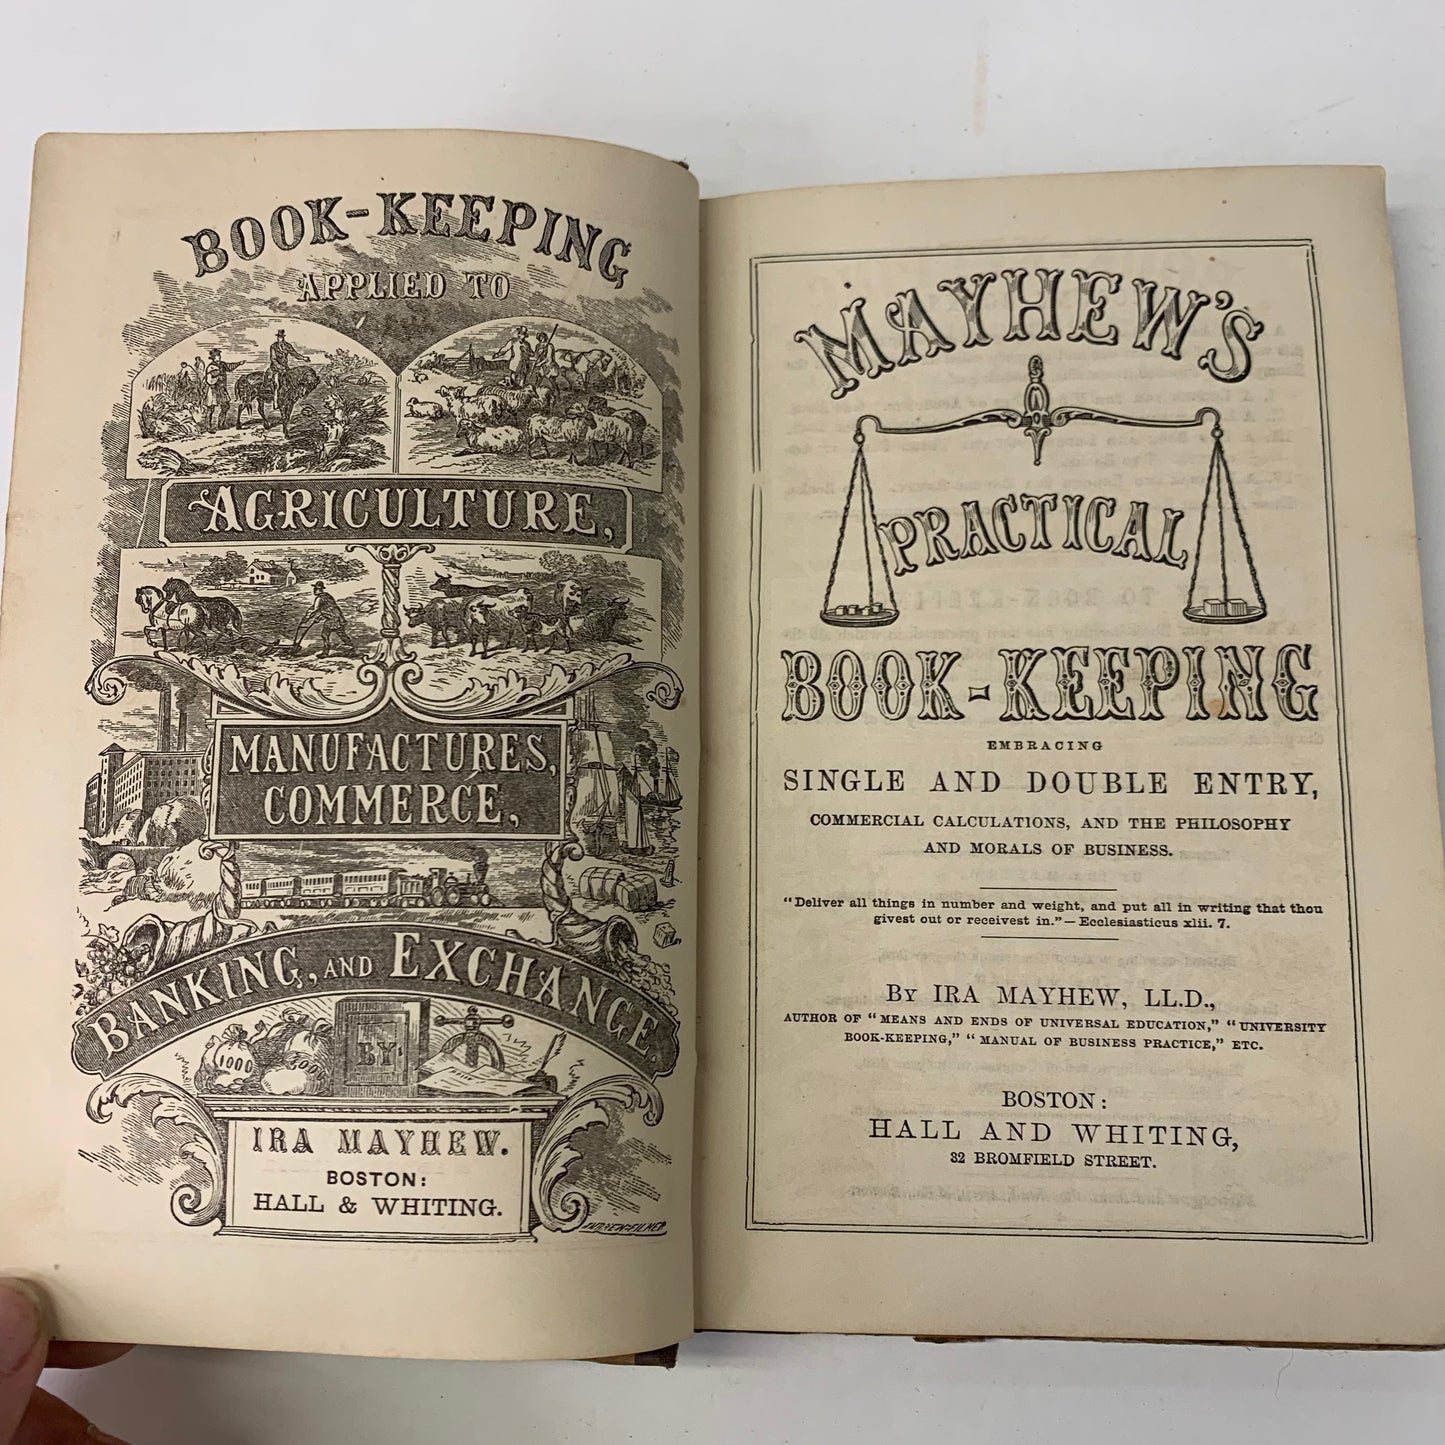 BOOK-KEEPING
APPLIED TO
AGRICULTURE,
MANUFACTURES,
COMMERCE,
BANKING, AND EXCHANGE.
1000
BY
IRA MAYHEW.
BOSTON:
HALL & WHITING.
MAYHEW'S
PRACTICAL
BOOK-KEEPING
EMBRACING
SINGLE AND DOUBLE ENTRY,
COMMERCIAL CALCULATIONS, AND THE PHILOSOPHY
AND MORALS OF BUSINESS.
"Deliver all things in number and weight, and put all in writing that thou
givest out or receivest in."—Ecclesiasticus xlii. 7.
BY IRA MAYHEW, LL.D.,
AUTHOR OF "MEANS AND ENDS OF UNIVERSAL EDUCATION," "UNIVERSITY
BOOK-KEEPING," "MANUAL OF BUSINESS PRACTICE," ETC.
BOSTON:
HALL AND WHITING,
32 BROMFIELD STREET.